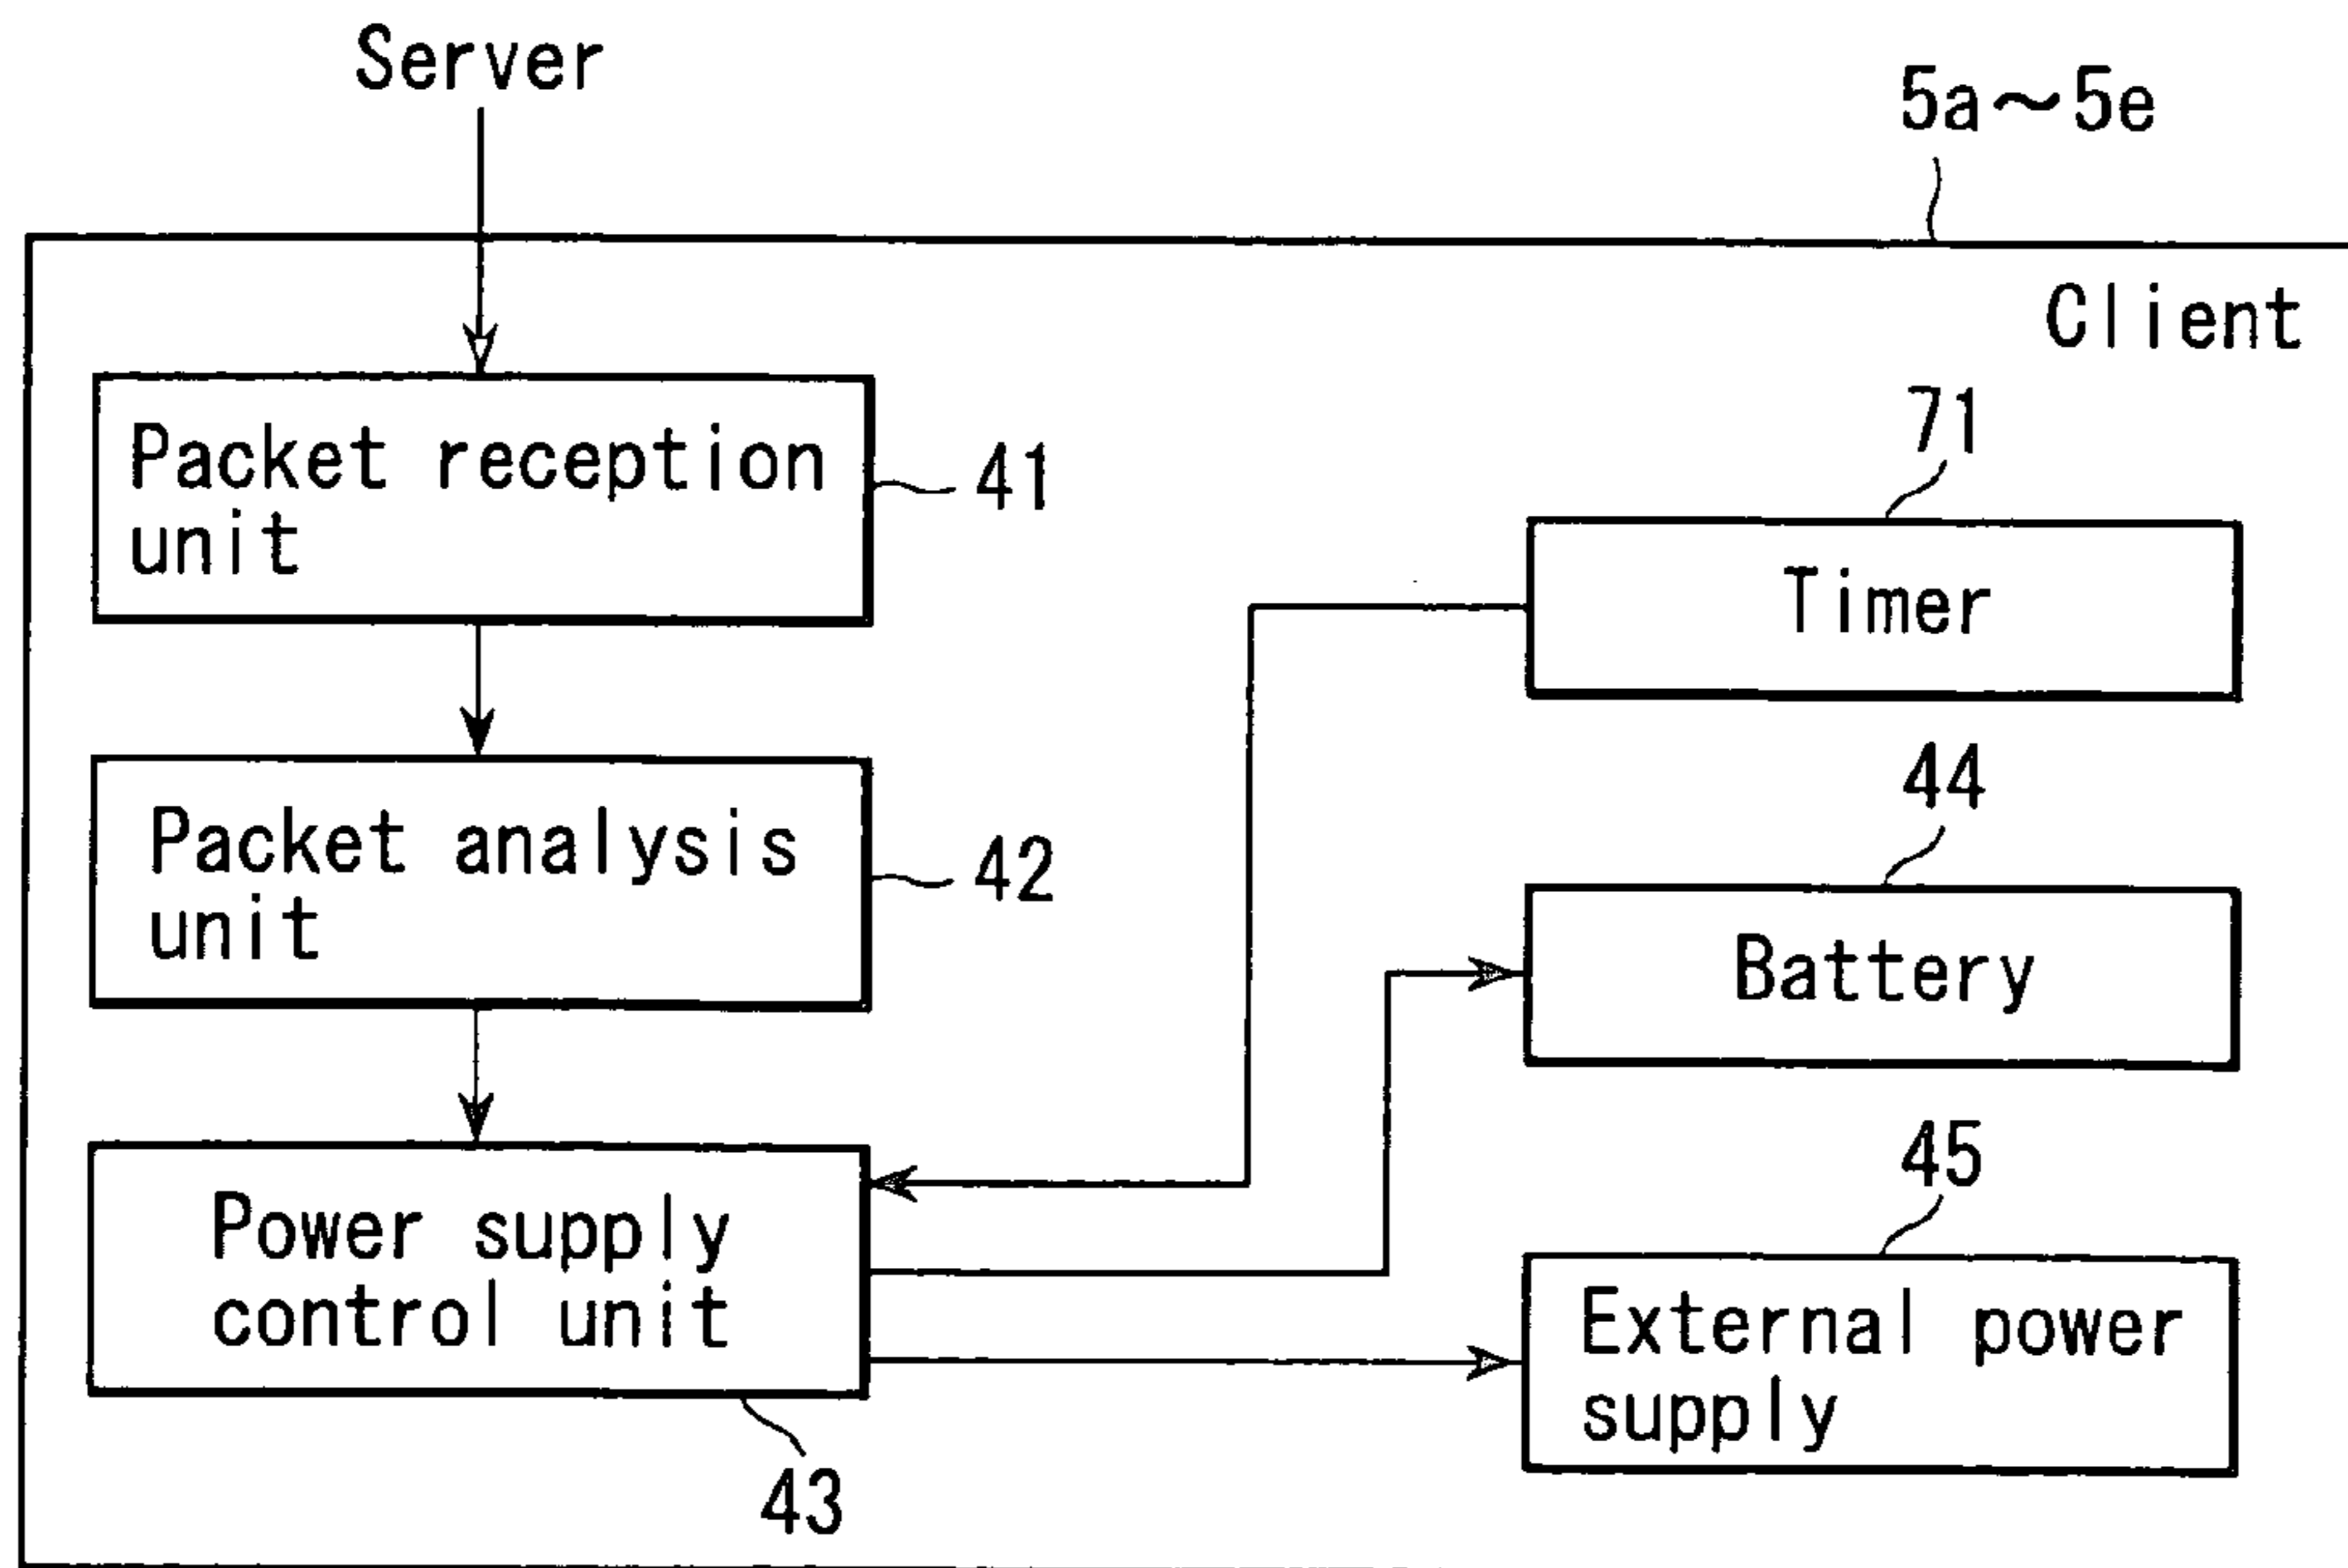 Server
5a～5e
Client
Packet reception
unit
41
71
Timer
Packet analysis
unit
42
44
Battery
Power supply
control unit
43
45
External power
supply